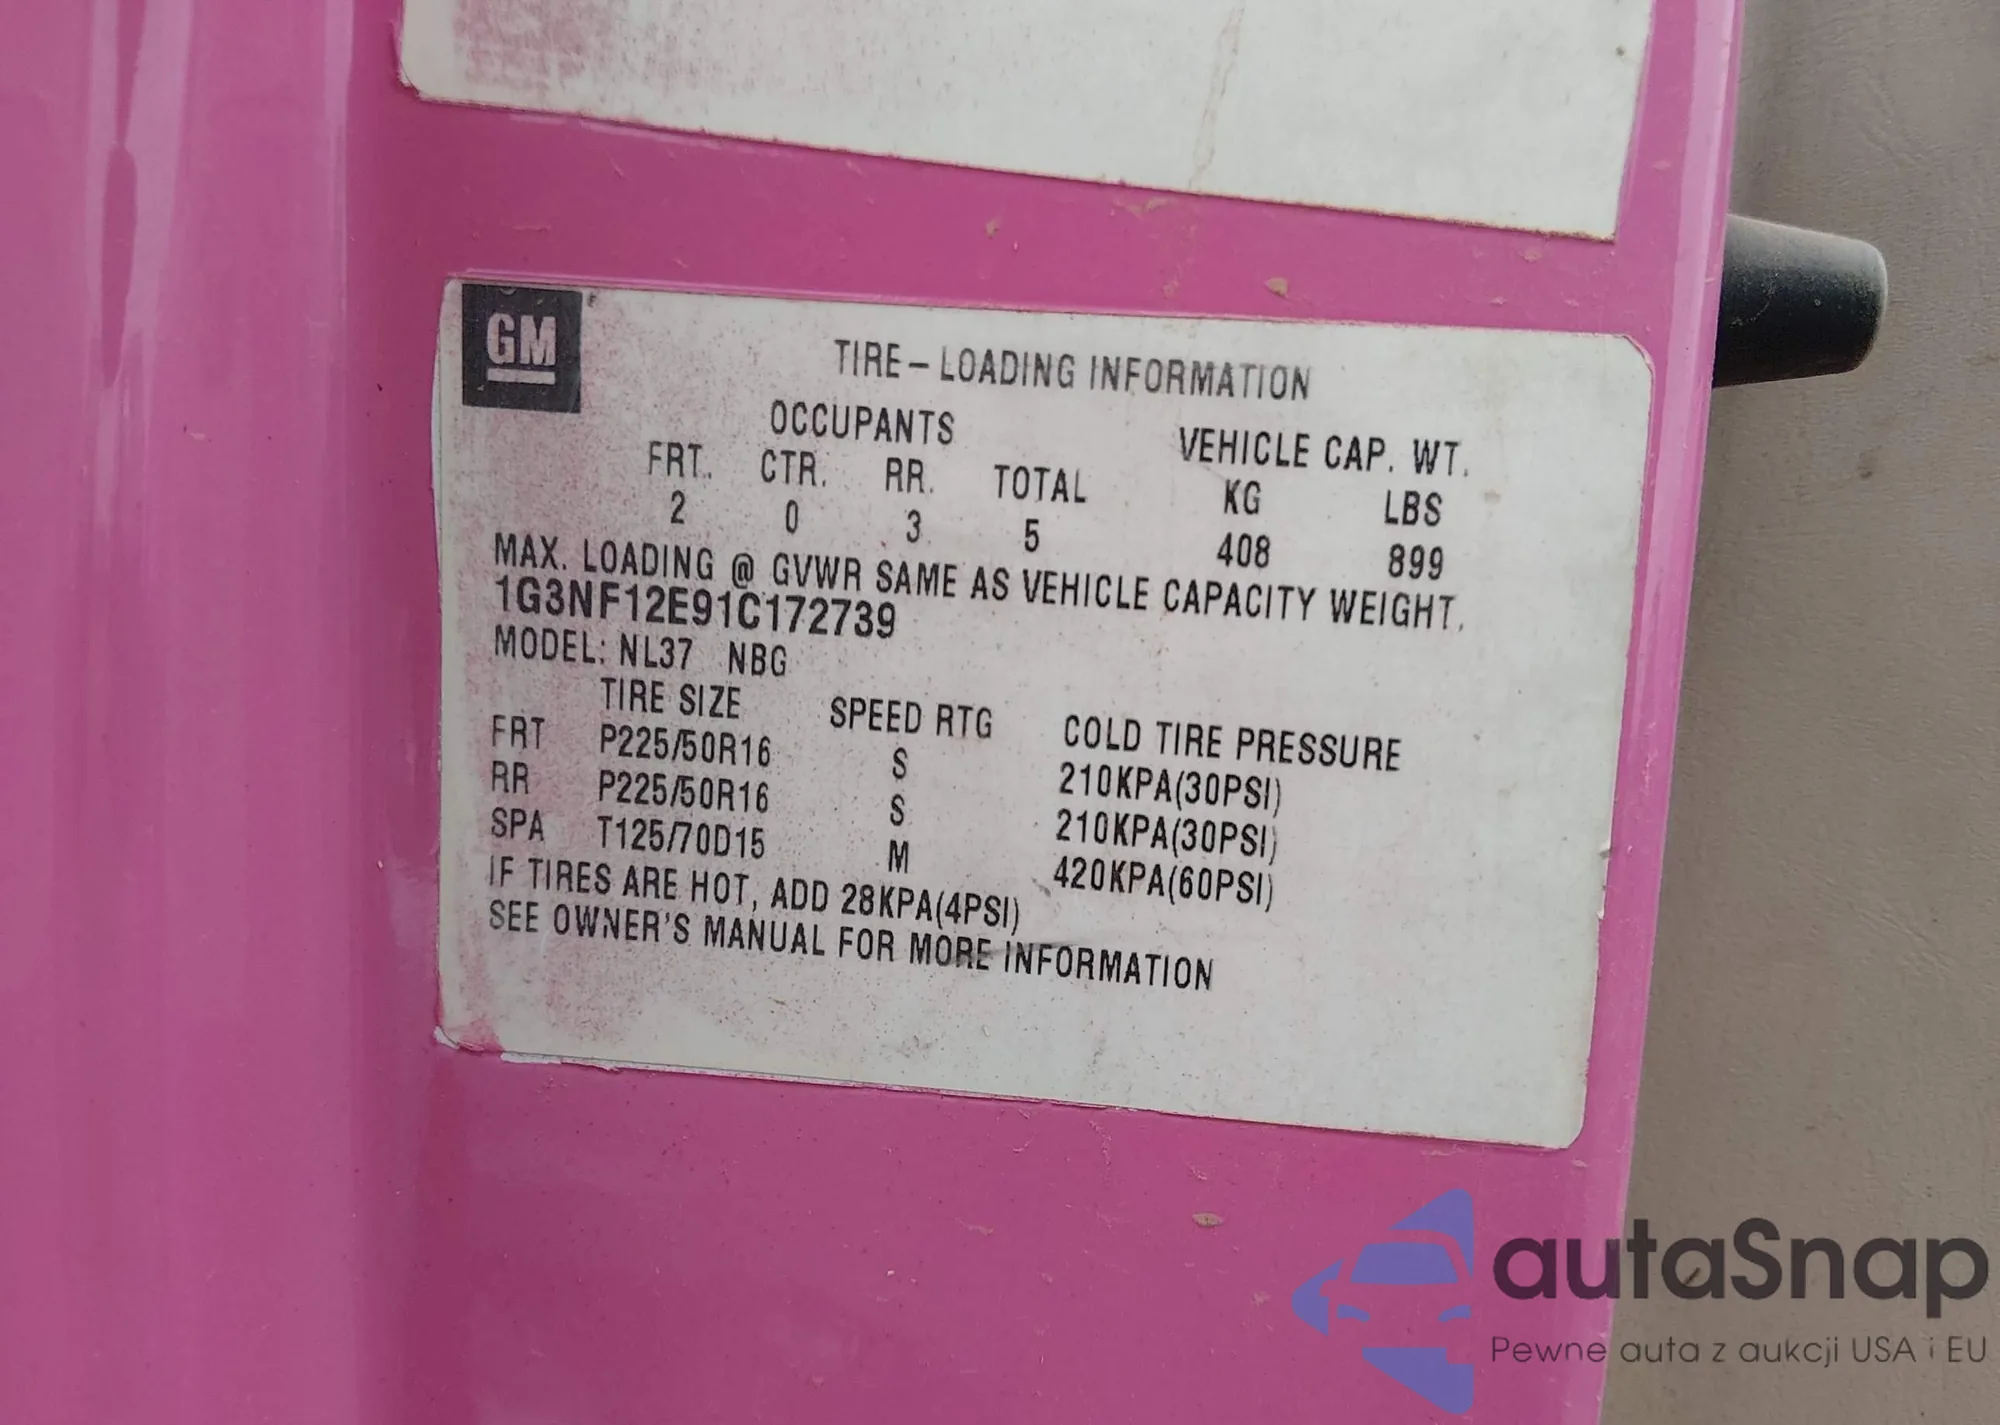 GM
TIRE – LOADING INFORMATION
OCCUPANTS VEHICLE CAP. WT.
FRT. CTR. RR. TOTAL KG LBS
2 0 3 5 408 899
MAX. LOADING @ GVWR SAME AS VEHICLE CAPACITY WEIGHT.
1G3NF12E91C172739
MODEL: NL37 NBG
TIRE SIZE SPEED RTG COLD TIRE PRESSURE
FRT P225/50R16 S 210KPA(30PSI)
RR P225/50R16 S 210KPA(30PSI)
SPA T125/70D15 M 420KPA(60PSI)
IF TIRES ARE HOT, ADD 28KPA(4PSI)
SEE OWNER'S MANUAL FOR MORE INFORMATION
autaSnap
Pewne auta z aukcji USA i EU